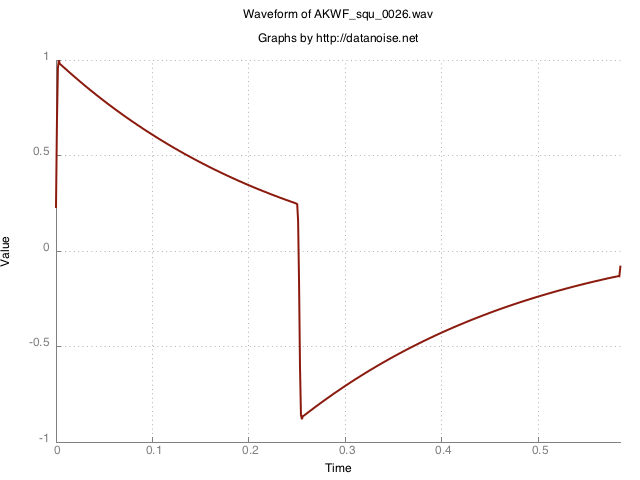 Waveform of AKWF_squ_0026.wav
Graphs by http://datanoise.net
1
0.5
0
-0.5
-1
Value
0 0.1 0.2 0.3 0.4 0.5
Time